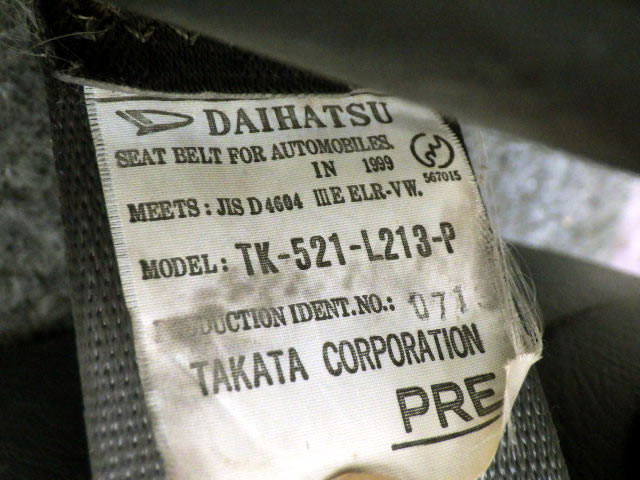 DAIHATSU
SEAT BELT FOR AUTOMOBILES.
IN 1999
567015
MEETS: JIS D 4604 ⅢE ELR-VW.
MODEL: TK-521-L213-P
IDENT.NO.:
TAKATA CORPORATION
PRE